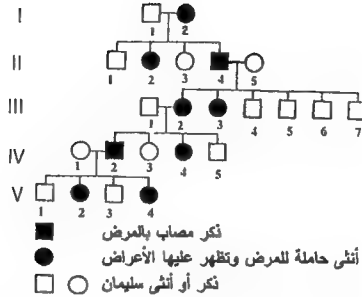 I
1 2
II
1 2 3 4 5
III
1 2 3 4 5 6 7
IV
1 2 3 4 5
V
1 2 3 4
ذكر مصاب بالمرض
أنثى حاملة للمرض وتظهر عليها الأعراض
ذكر أو أنثى سليمان